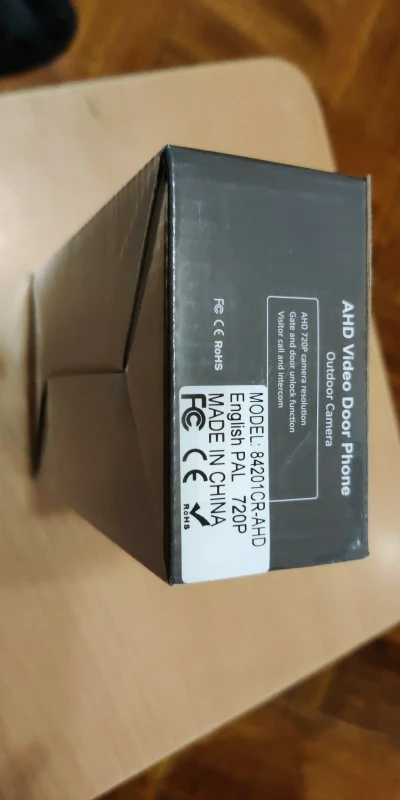 AHD Video Door Phone
Outdoor Camera
AHD 720P camera resolution
Gate and door unlock function
Visitor call and intercom
FC CE RoHS
MODEL: 84201CR-AHD
English PAL 720P
MADE IN CHINA
FC CE RoHS